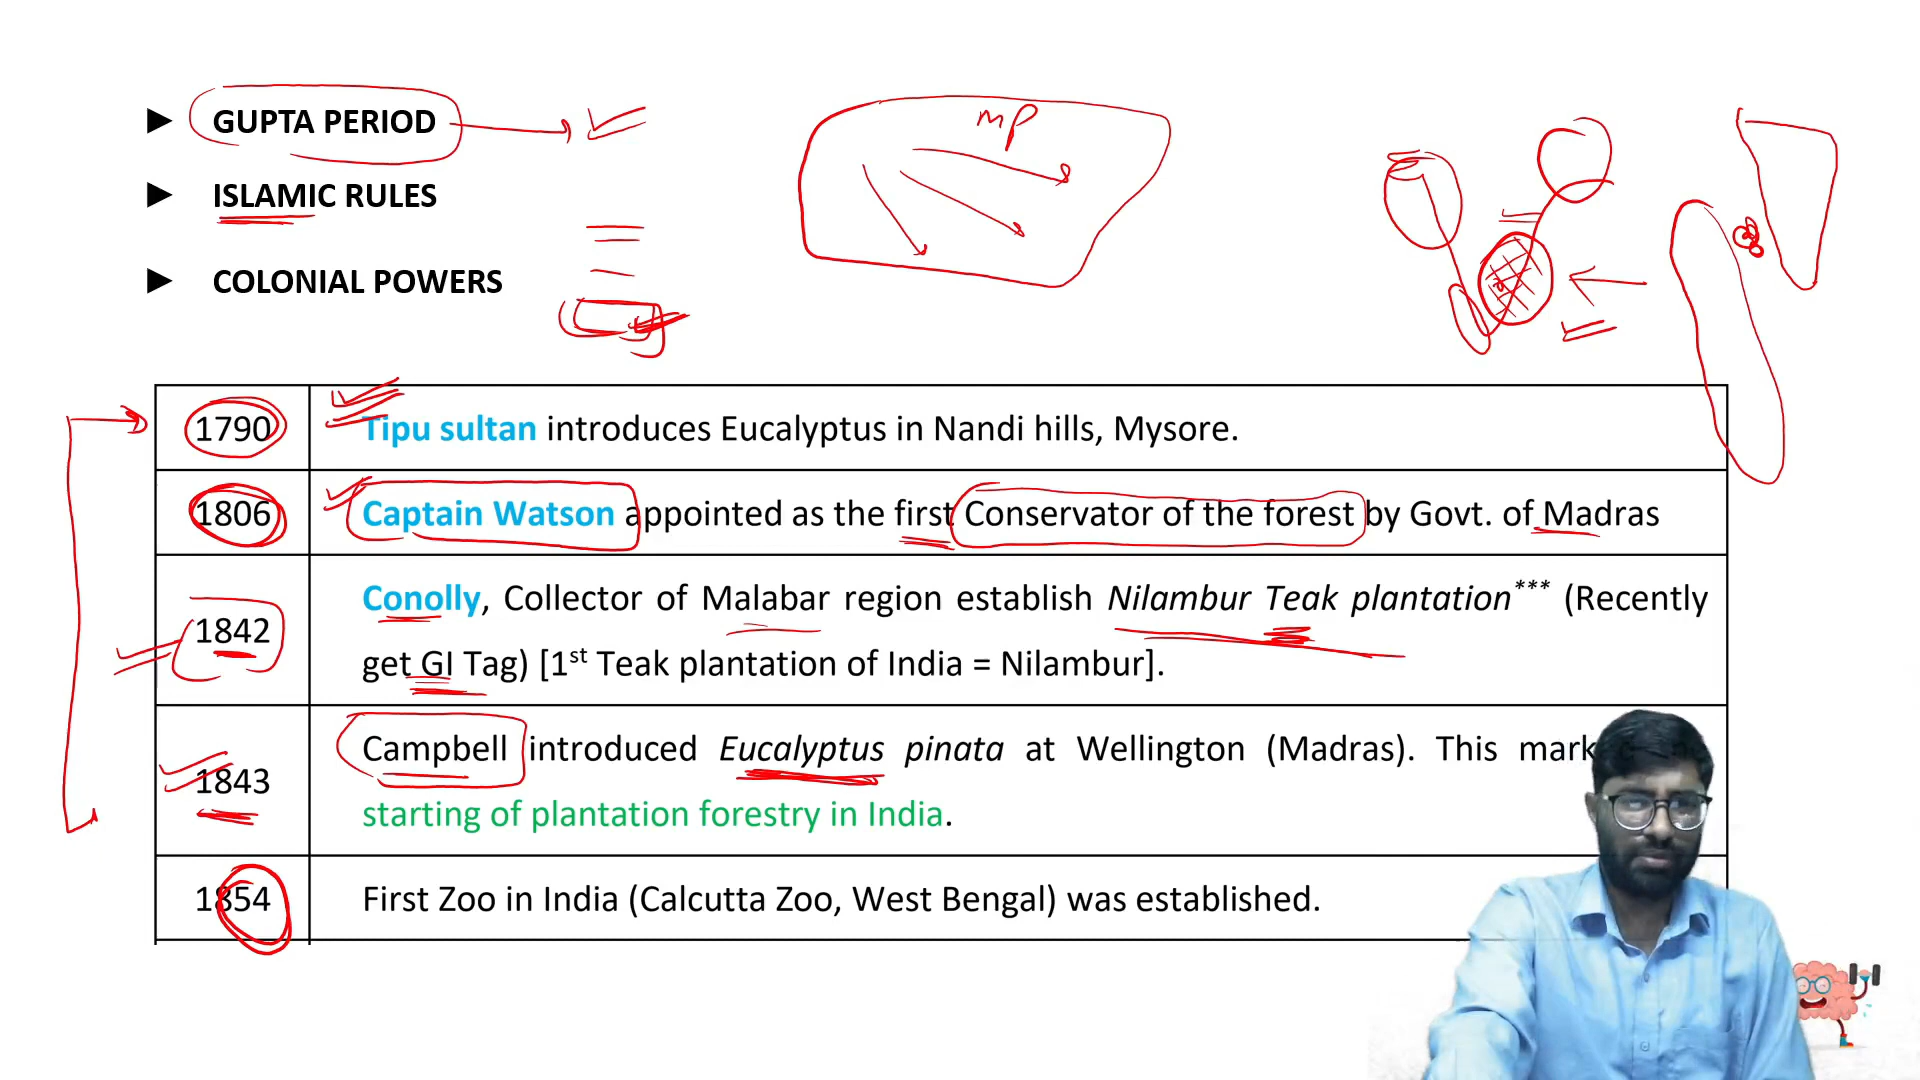 ► GUPTA PERIOD
mp
► ISLAMIC RULES
► COLONIAL POWERS
1790 Tipu sultan introduces Eucalyptus in Nandi hills, Mysore.
1806 Captain Watson appointed as the first Conservator of the forest by Govt. of Madras
1842 Conolly, Collector of Malabar region establish Nilambur Teak plantation*** (Recently
get GI Tag) [1st Teak plantation of India = Nilambur].
1843 Campbell introduced Eucalyptus pinata at Wellington (Madras). This
starting of plantation forestry in India.
1854 First Zoo in India (Calcutta Zoo, West Bengal) was established.